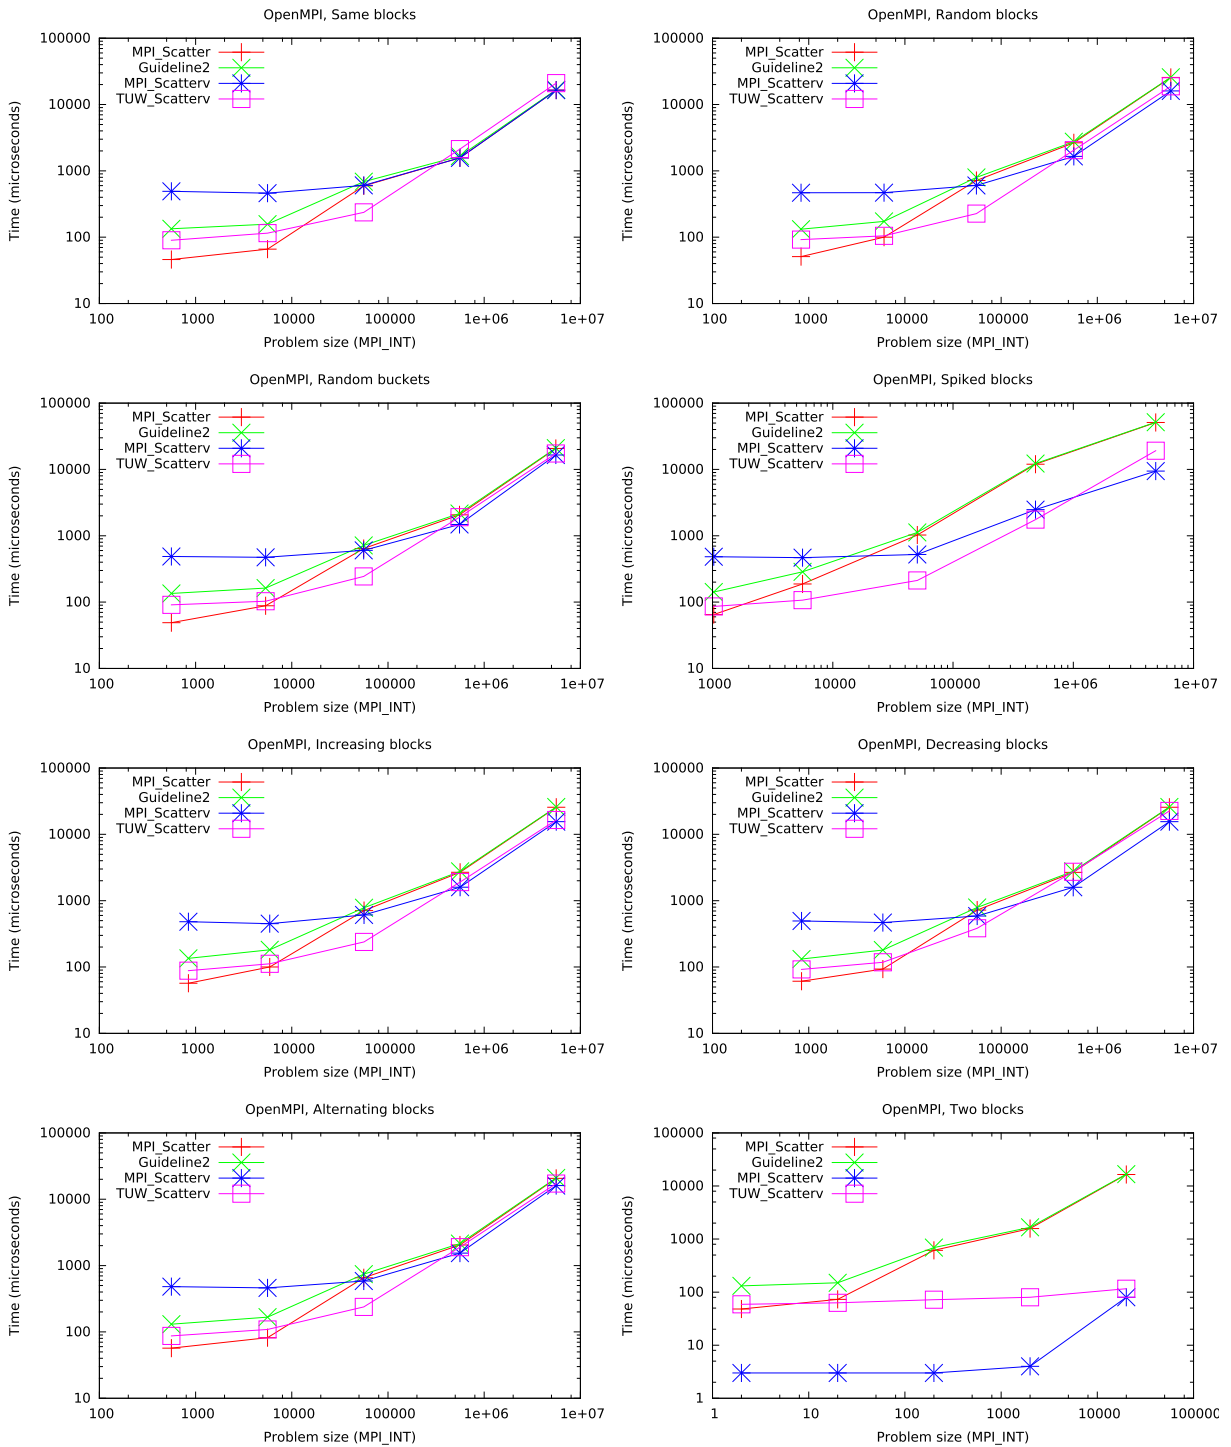 OpenMPI, Same blocks
MPI_Scatter
Guideline2
MPI_Scatterv
TUW_Scatterv
100000
10000
1000
100
10
Time (microseconds)
100 1000 10000 100000 1e+06 1e+07
Problem size (MPI_INT)
OpenMPI, Random blocks
MPI_Scatter
Guideline2
MPI_Scatterv
TUW_Scatterv
100000
10000
1000
100
10
Time (microseconds)
100 1000 10000 100000 1e+06 1e+07
Problem size (MPI_INT)
OpenMPI, Random buckets
MPI_Scatter
Guideline2
MPI_Scatterv
TUW_Scatterv
100000
10000
1000
100
10
Time (microseconds)
100 1000 10000 100000 1e+06 1e+07
Problem size (MPI_INT)
OpenMPI, Spiked blocks
MPI_Scatter
Guideline2
MPI_Scatterv
TUW_Scatterv
100000
10000
1000
100
10
Time (microseconds)
1000 10000 100000 1e+06 1e+07
Problem size (MPI_INT)
OpenMPI, Increasing blocks
MPI_Scatter
Guideline2
MPI_Scatterv
TUW_Scatterv
100000
10000
1000
100
10
Time (microseconds)
100 1000 10000 100000 1e+06 1e+07
Problem size (MPI_INT)
OpenMPI, Decreasing blocks
MPI_Scatter
Guideline2
MPI_Scatterv
TUW_Scatterv
100000
10000
1000
100
10
Time (microseconds)
100 1000 10000 100000 1e+06 1e+07
Problem size (MPI_INT)
OpenMPI, Alternating blocks
MPI_Scatter
Guideline2
MPI_Scatterv
TUW_Scatterv
100000
10000
1000
100
10
Time (microseconds)
100 1000 10000 100000 1e+06 1e+07
Problem size (MPI_INT)
OpenMPI, Two blocks
MPI_Scatter
Guideline2
MPI_Scatterv
TUW_Scatterv
100000
10000
1000
100
10
1
Time (microseconds)
1 10 100 1000 10000 100000
Problem size (MPI_INT)